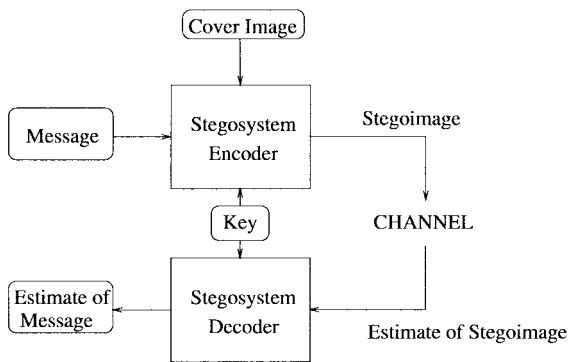 Cover Image
Message
Stegosystem
Encoder
Stegoimage
Key
CHANNEL
Estimate of
Message
Stegosystem
Decoder
Estimate of Stegoimage